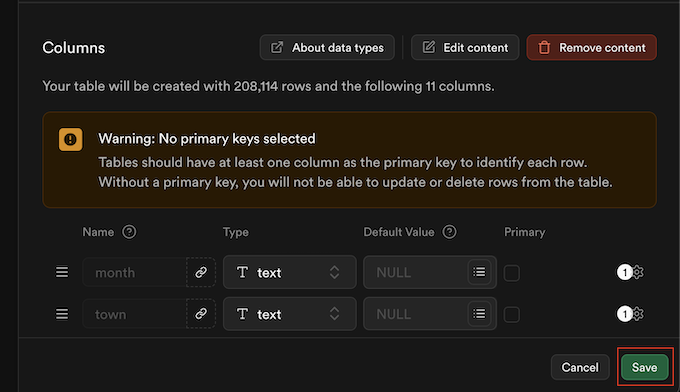 Columns
About data types
Edit content
Remove content
Your table will be created with 208,114 rows and the following 11 columns.
Warning: No primary keys selected
Tables should have at least one column as the primary key to identify each row.
Without a primary key, you will not be able to update or delete rows from the table.
Name ? Type Default Value ? Primary
month T text NULL 1
town T text NULL 1
Cancel Save